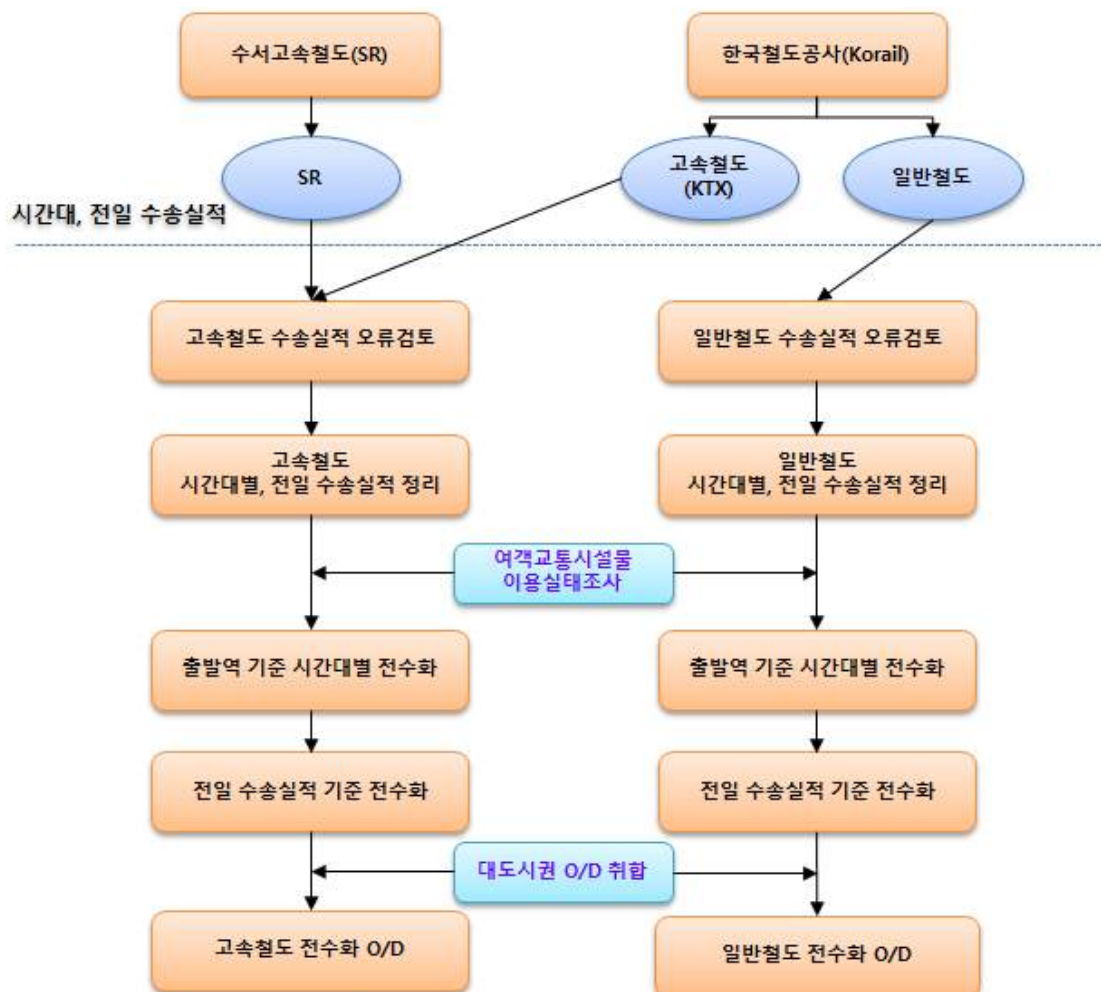 수서고속철도(SR)
한국철도공사(Korail)
SR
고속철도
(KTX)
일반철도
시간대, 전일 수송실적
고속철도 수송실적 오류검토
일반철도 수송실적 오류검토
고속철도
시간대별, 전일 수송실적 정리
일반철도
시간대별, 전일 수송실적 정리
여객교통시설물
이용실태조사
출발역 기준 시간대별 전수화
출발역 기준 시간대별 전수화
전일 수송실적 기준 전수화
전일 수송실적 기준 전수화
대도시권 O/D 취합
고속철도 전수화 O/D
일반철도 전수화 O/D